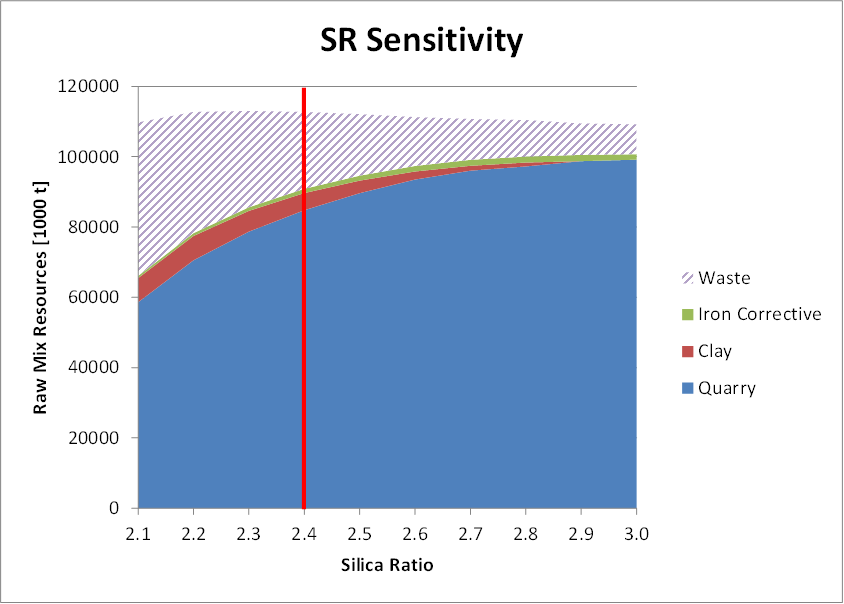 SR Sensitivity
Raw Mix Resources [1000 t]
120000
100000
80000
60000
40000
20000
0
2.1 2.2 2.3 2.4 2.5 2.6 2.7 2.8 2.9 3.0
Silica Ratio
Waste
Iron Corrective
Clay
Quarry